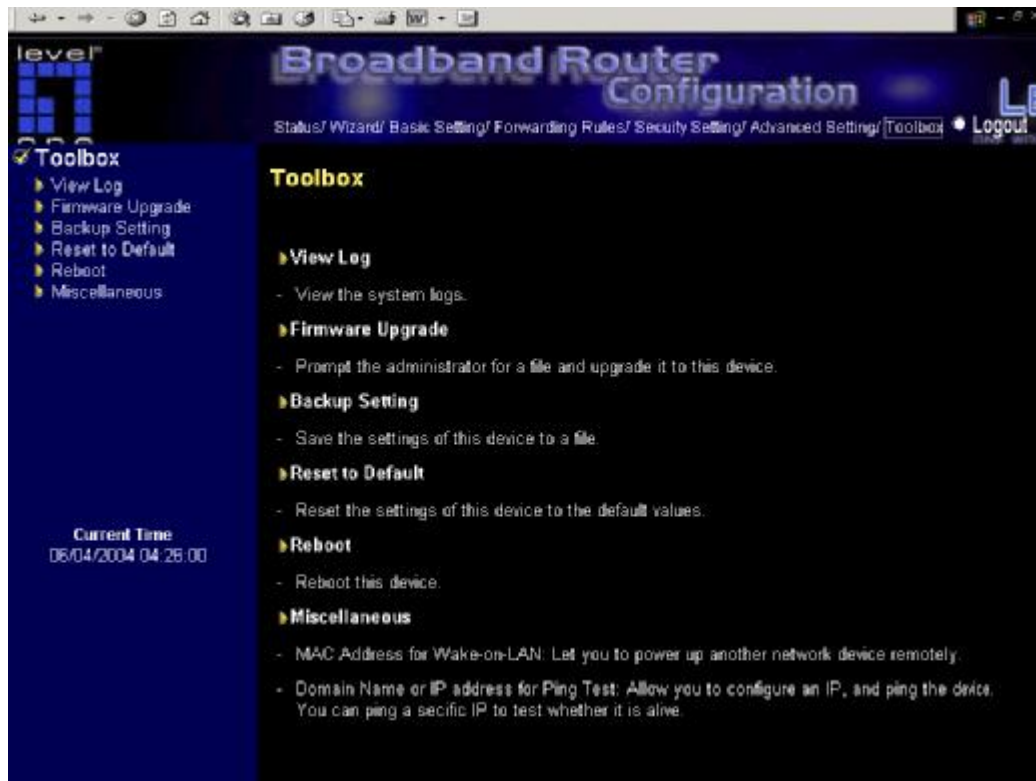 level
Broadband Router
Configuration
Status/ Wizard/ Basic Setting/ Forwarding Rules/ Security Setting/ Advanced Setting/ Toolbox
Logout
Toolbox
View Log
Firmware Upgrade
Backup Setting
Reset to Default
Reboot
Miscellaneous
Current Time
06/04/2004 04:26:00
Toolbox
View Log
- View the system logs.
Firmware Upgrade
- Prompt the administrator for a file and upgrade it to this device.
Backup Setting
- Save the settings of this device to a file.
Reset to Default
- Reset the settings of this device to the default values.
Reboot
- Reboot this device.
Miscellaneous
- MAC Address for Wake-on-LAN: Let you to power up another network device remotely.
- Domain Name or IP address for Ping Test: Allow you to configure an IP, and ping the device.
You can ping a secific IP to test whether it is alive.